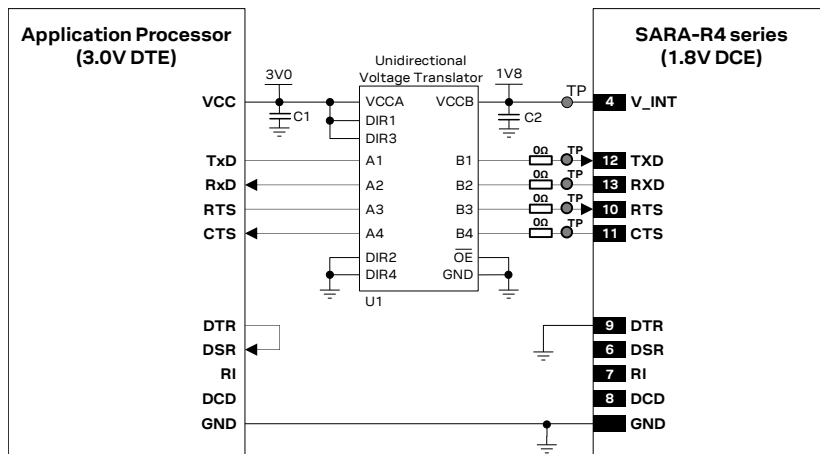 Application Processor
(3.0V DTE)
SARA-R4 series
(1.8V DCE)
Unidirectional
Voltage Translator
3V0
1V8
TP
VCC
VCCA
VCCB
4
V_INT
C1
C2
DIR1
DIR3
TxD
A1
B1
0Ω
TP
12
TXD
RxD
A2
B2
0Ω
TP
13
RXD
RTS
A3
B3
0Ω
TP
10
RTS
CTS
A4
B4
0Ω
TP
11
CTS
DIR2
OE
DIR4
GND
U1
DTR
9
DTR
DSR
6
DSR
RI
7
RI
DCD
8
DCD
GND
GND